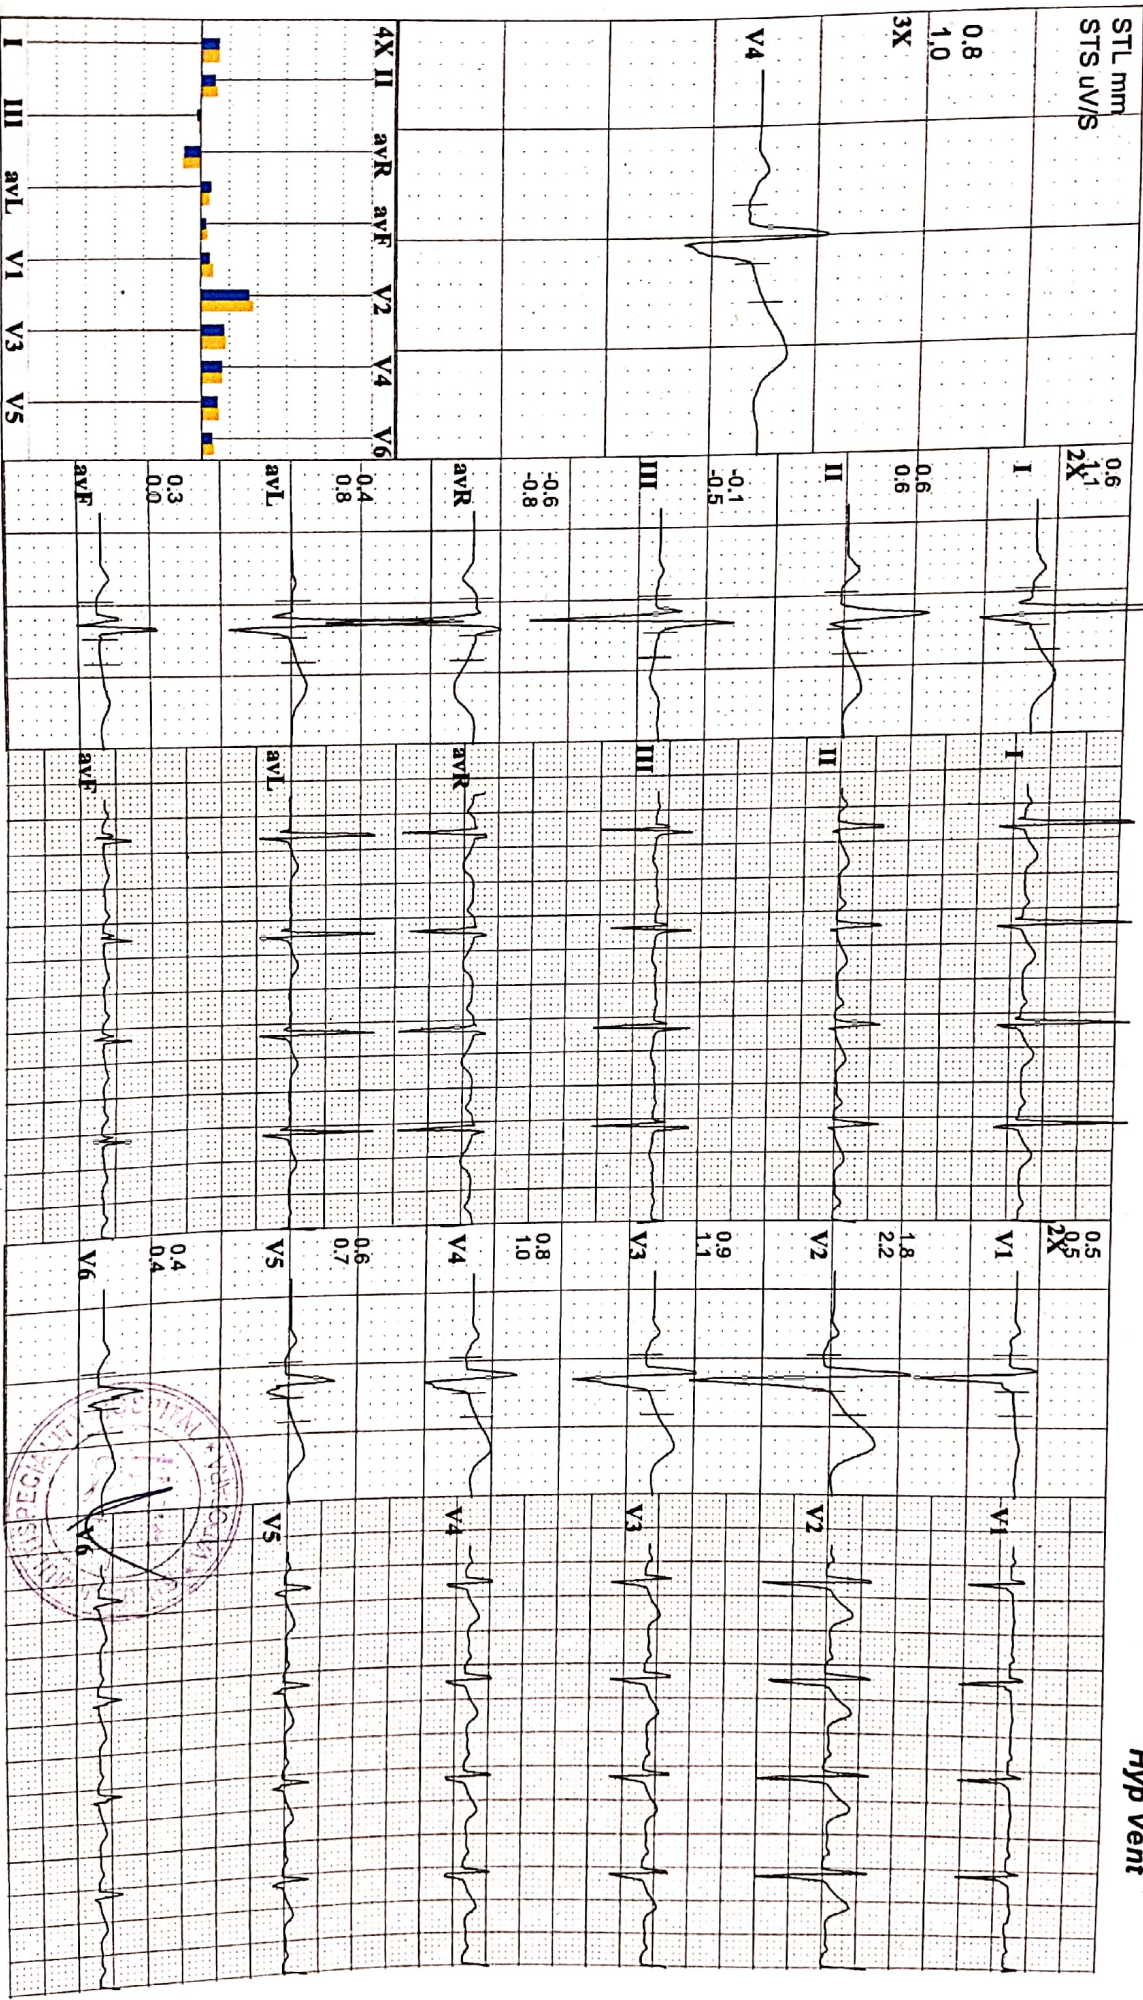 Hyp Vent
STL mm
STS uV/S
0.8
1.0
3X
V4
4X
II
avR
avF
V2
V4
V6
I
III
avL
V1
V3
V5
0.6
1.1
2X
I
0.6
0.6
II
-0.1
-0.5
III
-0.6
-0.8
avR
0.4
0.8
avL
0.3
0.0
avF
I
II
III
avR
avL
avF
0.5
0.5
2X
V1
1.8
2.2
V2
0.9
1.1
V3
0.8
1.0
V4
0.6
0.7
V5
0.4
0.4
V6
V1
V2
V3
V4
V5
V6